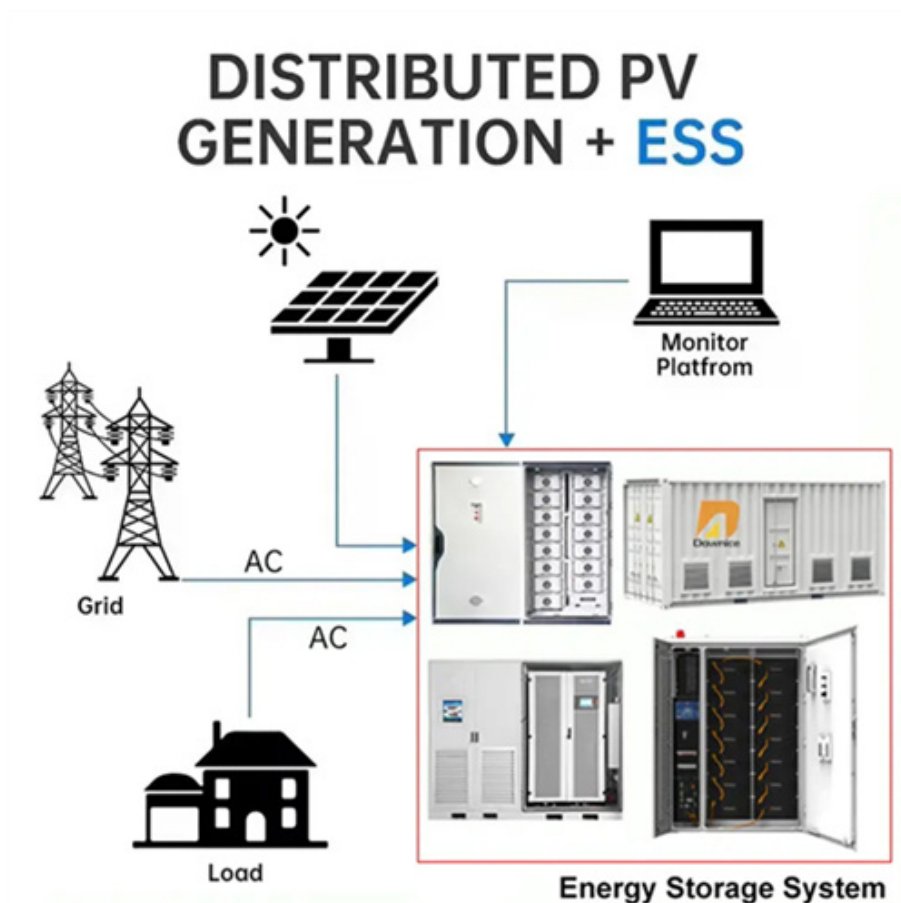 DISTRIBUTED PV
GENERATION + ESS
Monitor
Platfrom
AC
Grid
AC
Load
Energy Storage System